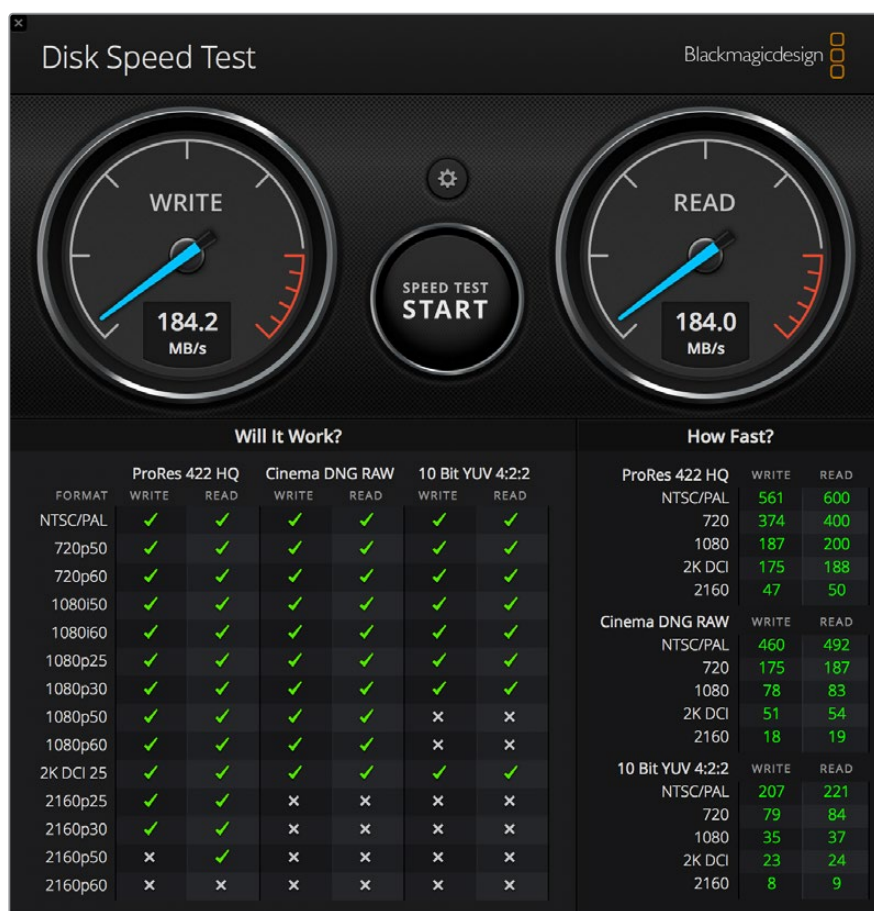 Disk Speed Test
Blackmagicdesign
WRITE
184.2
MB/s
SPEED TEST
START
READ
184.0
MB/s
Will It Work?
ProRes 422 HQ Cinema DNG RAW 10 Bit YUV 4:2:2
FORMAT WRITE READ WRITE READ WRITE READ
NTSC/PAL ✓ ✓ ✓ ✓ ✓ ✓
720p50 ✓ ✓ ✓ ✓ ✓ ✓
720p60 ✓ ✓ ✓ ✓ ✓ ✓
1080i50 ✓ ✓ ✓ ✓ ✓ ✓
1080i60 ✓ ✓ ✓ ✓ ✓ ✓
1080p25 ✓ ✓ ✓ ✓ ✓ ✓
1080p30 ✓ ✓ ✓ ✓ ✓ ✓
1080p50 ✓ ✓ ✓ ✓ × ×
1080p60 ✓ ✓ ✓ ✓ × ×
2K DCI 25 ✓ ✓ ✓ ✓ ✓ ✓
2160p25 ✓ ✓ × × × ×
2160p30 ✓ ✓ × × × ×
2160p50 × ✓ × × × ×
2160p60 × × × × × ×
How Fast?
ProRes 422 HQ WRITE READ
NTSC/PAL 561 600
720 374 400
1080 187 200
2K DCI 175 188
2160 47 50
Cinema DNG RAW WRITE READ
NTSC/PAL 460 492
720 175 187
1080 78 83
2K DCI 51 54
2160 18 19
10 Bit YUV 4:2:2 WRITE READ
NTSC/PAL 207 221
720 79 84
1080 35 37
2K DCI 23 24
2160 8 9